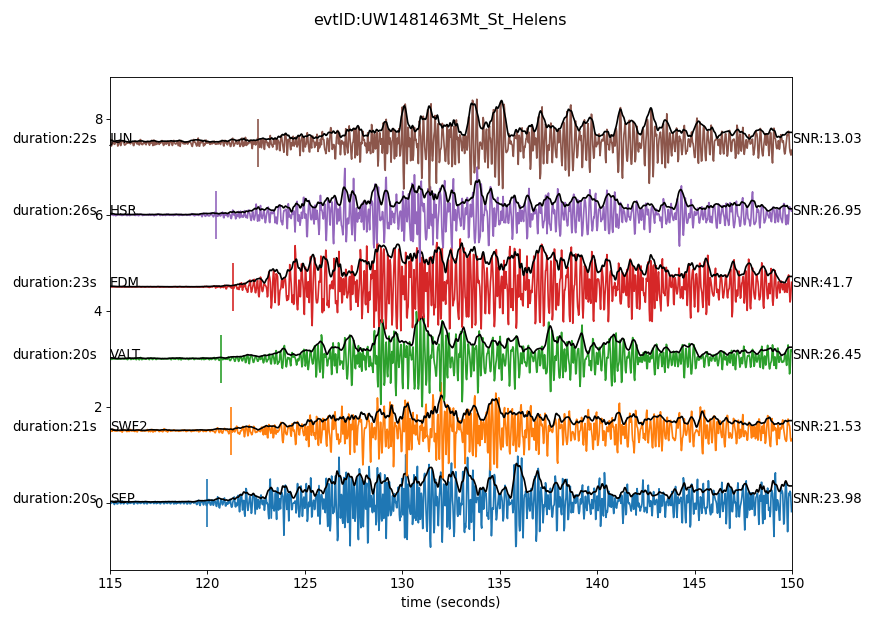 evtID:UW1481463Mt_St_Helens
8
duration:22s JUN SNR:13.03
duration:26s HSR SNR:26.95
6
duration:23s EDM SNR:41.7
4
duration:20s VALT SNR:26.45
2
duration:21s SWF2 SNR:21.53
duration:20s SEP SNR:23.98
0
115 120 125 130 135 140 145 150
time (seconds)